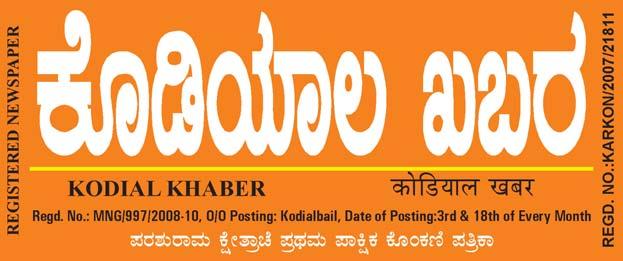 REGISTERED NEWSPAPER
ಕೊಡಿಯಾಲ ಖಬರ
KODIAL KHABER
कोडियाल खबर
Regd. No.: MNG/997/2008-10, O/O Posting: Kodialbail, Date of Posting:3rd & 18th of Every Month
ಪರಶುರಾಮ ಕ್ಷೇತ್ರಾಚೆ ಪ್ರಥಮ ಪಾಕ್ಷಿಕ ಕೊಂಕಣಿ ಪತ್ರಿಕಾ
REGD. NO.:KARKON/2007/21811